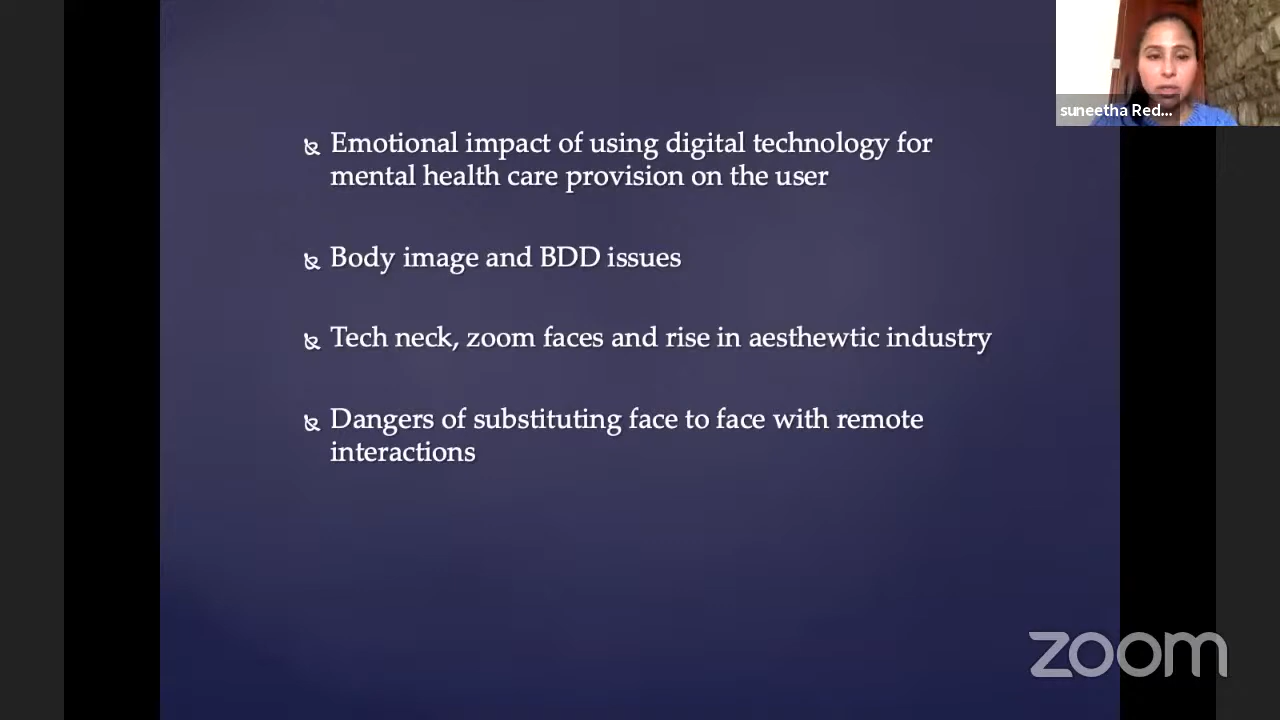 suneetha Red...
Emotional impact of using digital technology for
mental health care provision on the user
Body image and BDD issues
Tech neck, zoom faces and rise in aesthewtic industry
Dangers of substituting face to face with remote
interactions
zoom